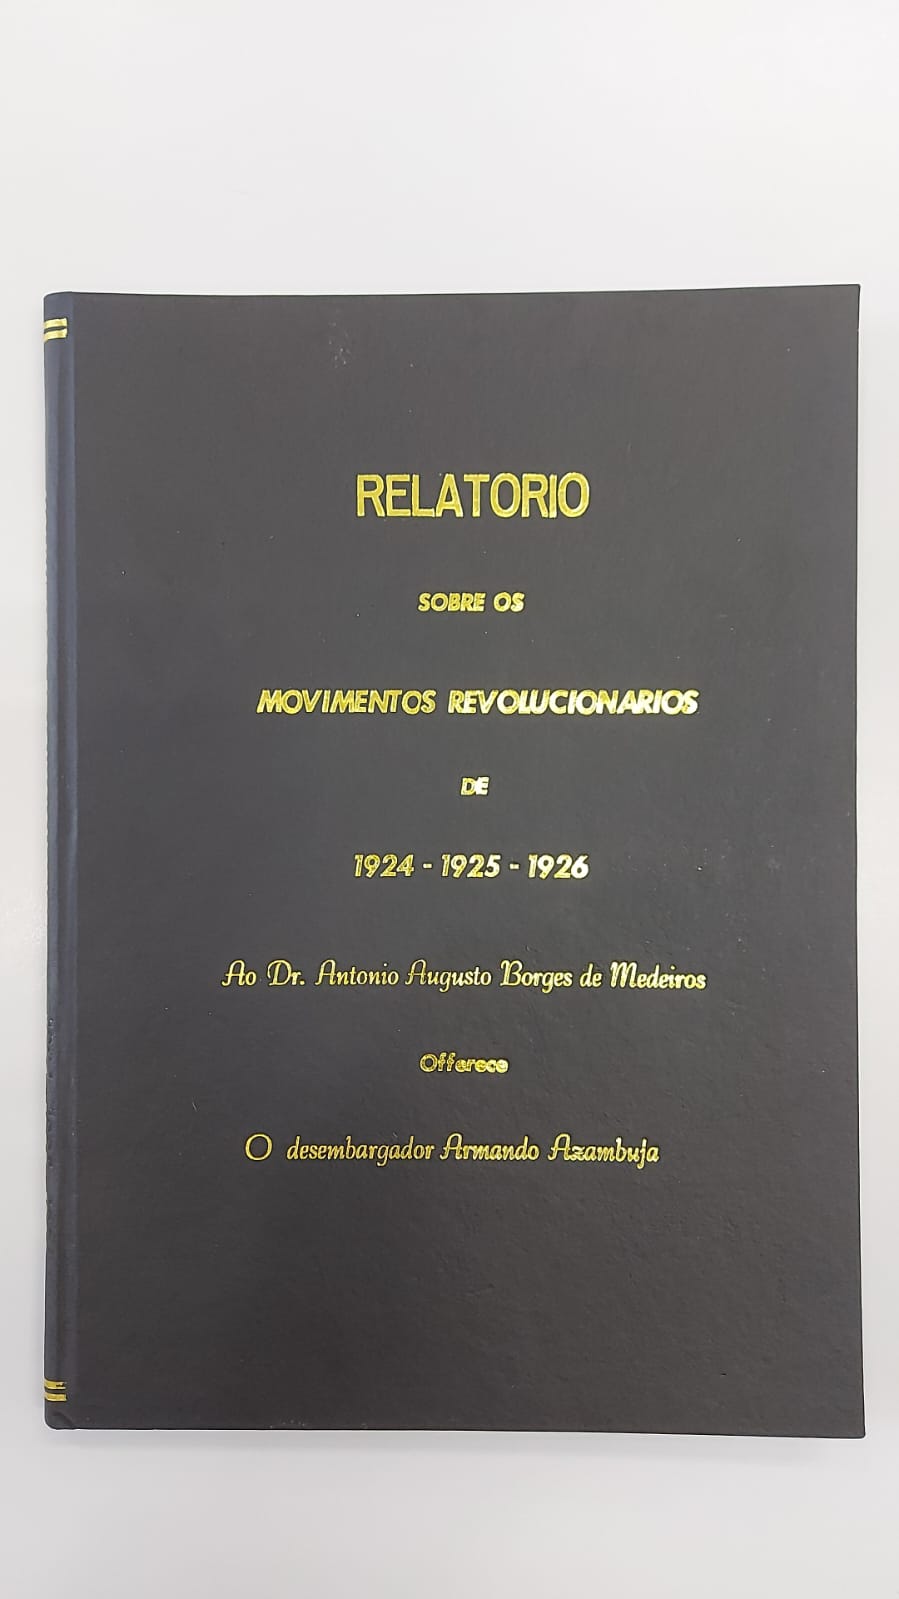 RELATORIO
SOBRE OS
MOVIMENTOS REVOLUCIONARIOS
DE
1924 - 1925 - 1926
Ao Dr. Antonio Augusto Borges de Medeiros
Offerece
O desembargador Armando Azambuja